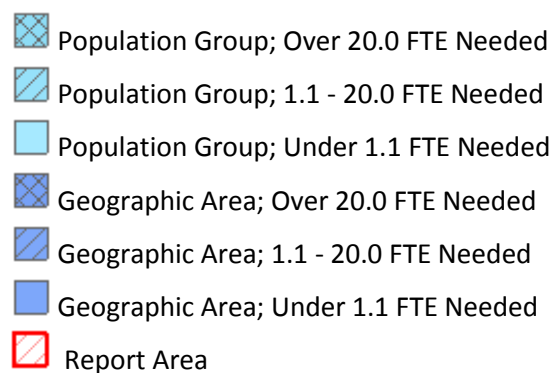 Population Group; Over 20.0 FTE Needed
Population Group; 1.1 - 20.0 FTE Needed
Population Group; Under 1.1 FTE Needed
Geographic Area; Over 20.0 FTE Needed
Geographic Area; 1.1 - 20.0 FTE Needed
Geographic Area; Under 1.1 FTE Needed
Report Area